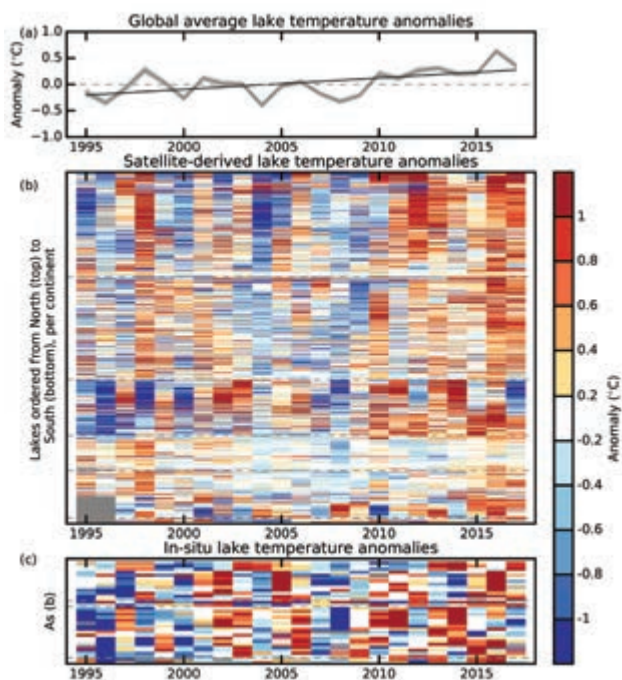 Global average lake temperature anomalies
(a)
Anomaly (°C)
1.0
0.5
0.0
−0.5
−1.0
1995 2000 2005 2010 2015
Satellite-derived lake temperature anomalies
(b)
Lakes ordered from North (top) to
South (bottom), per continent
1995 2000 2005 2010 2015
1
0.8
0.6
0.4
0.2
-0.2
-0.4
-0.6
-0.8
-1
Anomaly (°C)
In-situ lake temperature anomalies
(c)
As (b)
1995 2000 2005 2010 2015